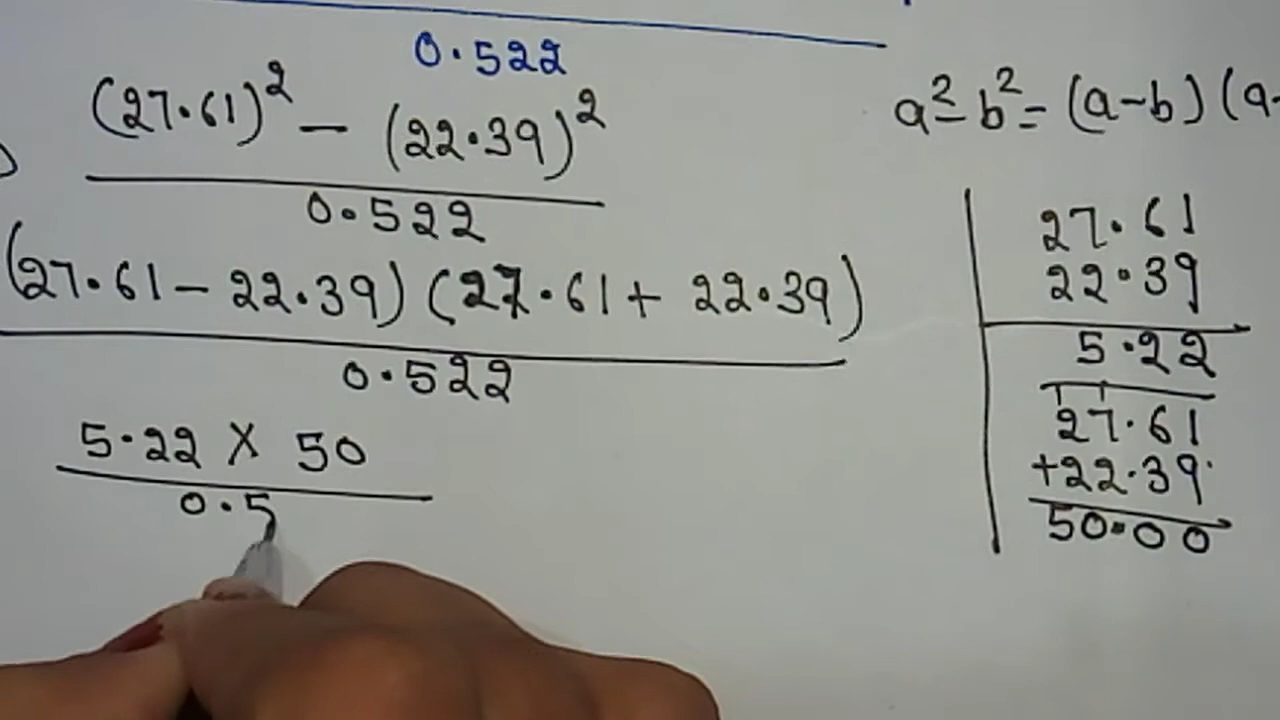 0.522
(27.61)² - (22.39)²
0.522
(27.61 - 22.39) (27.61 + 22.39)
0.522
5.22 X 50
0.5
a² - b² = (a-b) (a
27.61
22.39
5.22
27.61
+22.39
50.00